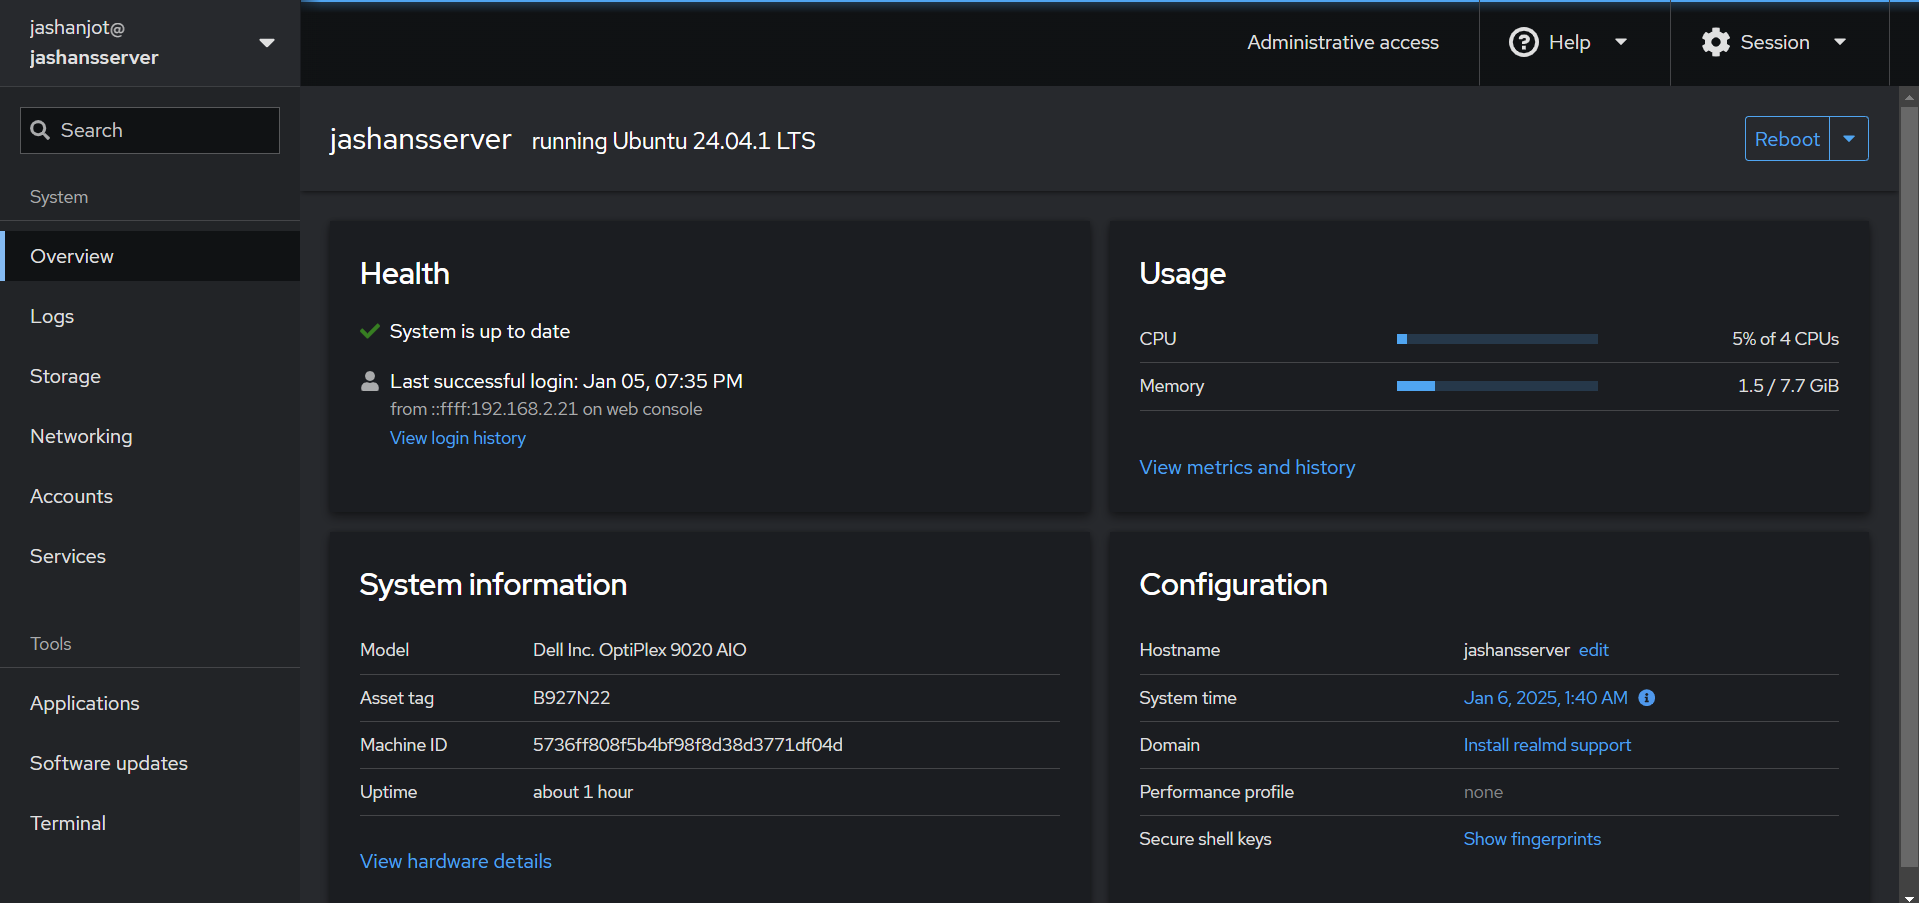 jashanjot@
jashansserver
Administrative access
Help
Session
Search
System
Overview
Logs
Storage
Networking
Accounts
Services
Tools
Applications
Software updates
Terminal
jashansserver running Ubuntu 24.04.1 LTS
Reboot
Health
System is up to date
Last successful login: Jan 05, 07:35 PM
from ::ffff:192.168.2.21 on web console
View login history
Usage
CPU 5% of 4 CPUs
Memory 1.5 / 7.7 GiB
View metrics and history
System information
Model Dell Inc. OptiPlex 9020 AIO
Asset tag B927N22
Machine ID 5736ff808f5b4bf98f8d38d3771df04d
Uptime about 1 hour
View hardware details
Configuration
Hostname jashansserver edit
System time Jan 6, 2025, 1:40 AM
Domain Install realmd support
Performance profile none
Secure shell keys Show fingerprints